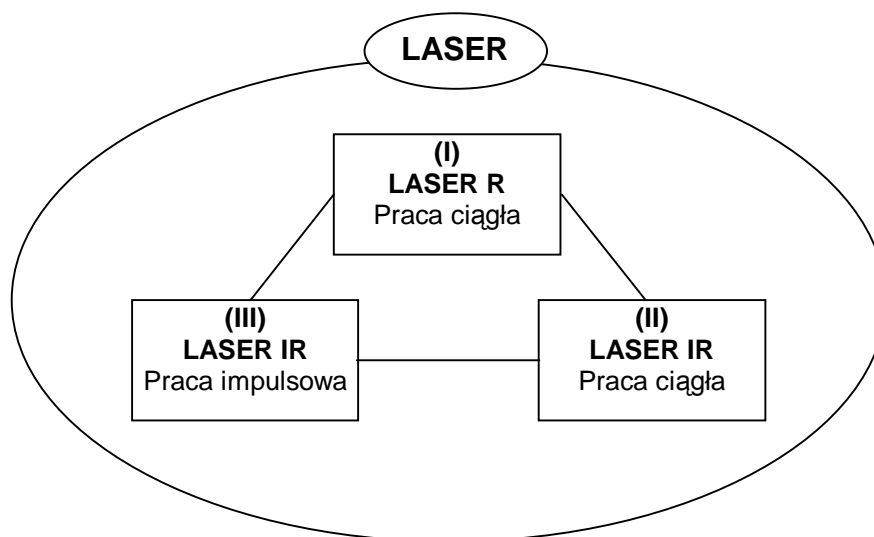 LASER
(I)
LASER R
Praca ciągła
(III)
LASER IR
Praca impulsowa
(II)
LASER IR
Praca ciągła